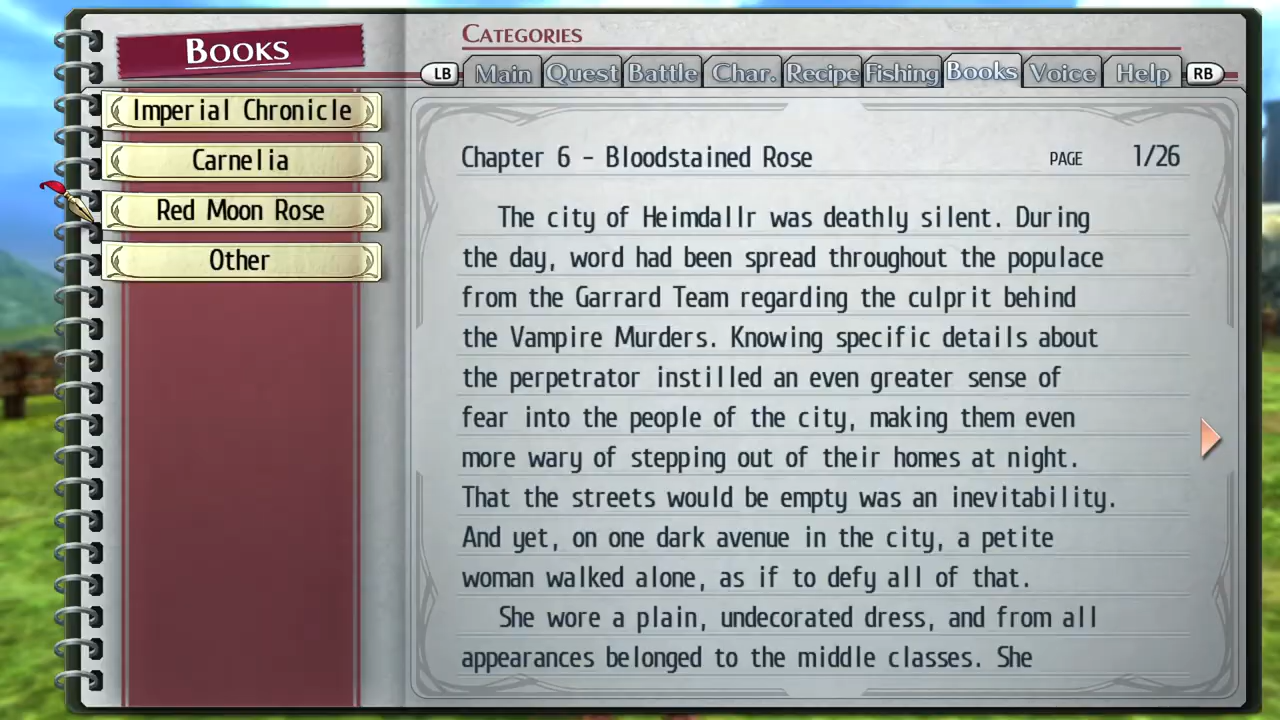 BOOKS
Imperial Chronicle
Carnelia
Red Moon Rose
Other
CATEGORIES
LB Main Quest Battle Char. Recipe Fishing Books Voice Help RB
Chapter 6 - Bloodstained Rose PAGE 1/26
The city of Heimdallr was deathly silent. During
the day, word had been spread throughout the populace
from the Garrard Team regarding the culprit behind
the Vampire Murders. Knowing specific details about
the perpetrator instilled an even greater sense of
fear into the people of the city, making them even
more wary of stepping out of their homes at night.
That the streets would be empty was an inevitability.
And yet, on one dark avenue in the city, a petite
woman walked alone, as if to defy all of that.
She wore a plain, undecorated dress, and from all
appearances belonged to the middle classes. She